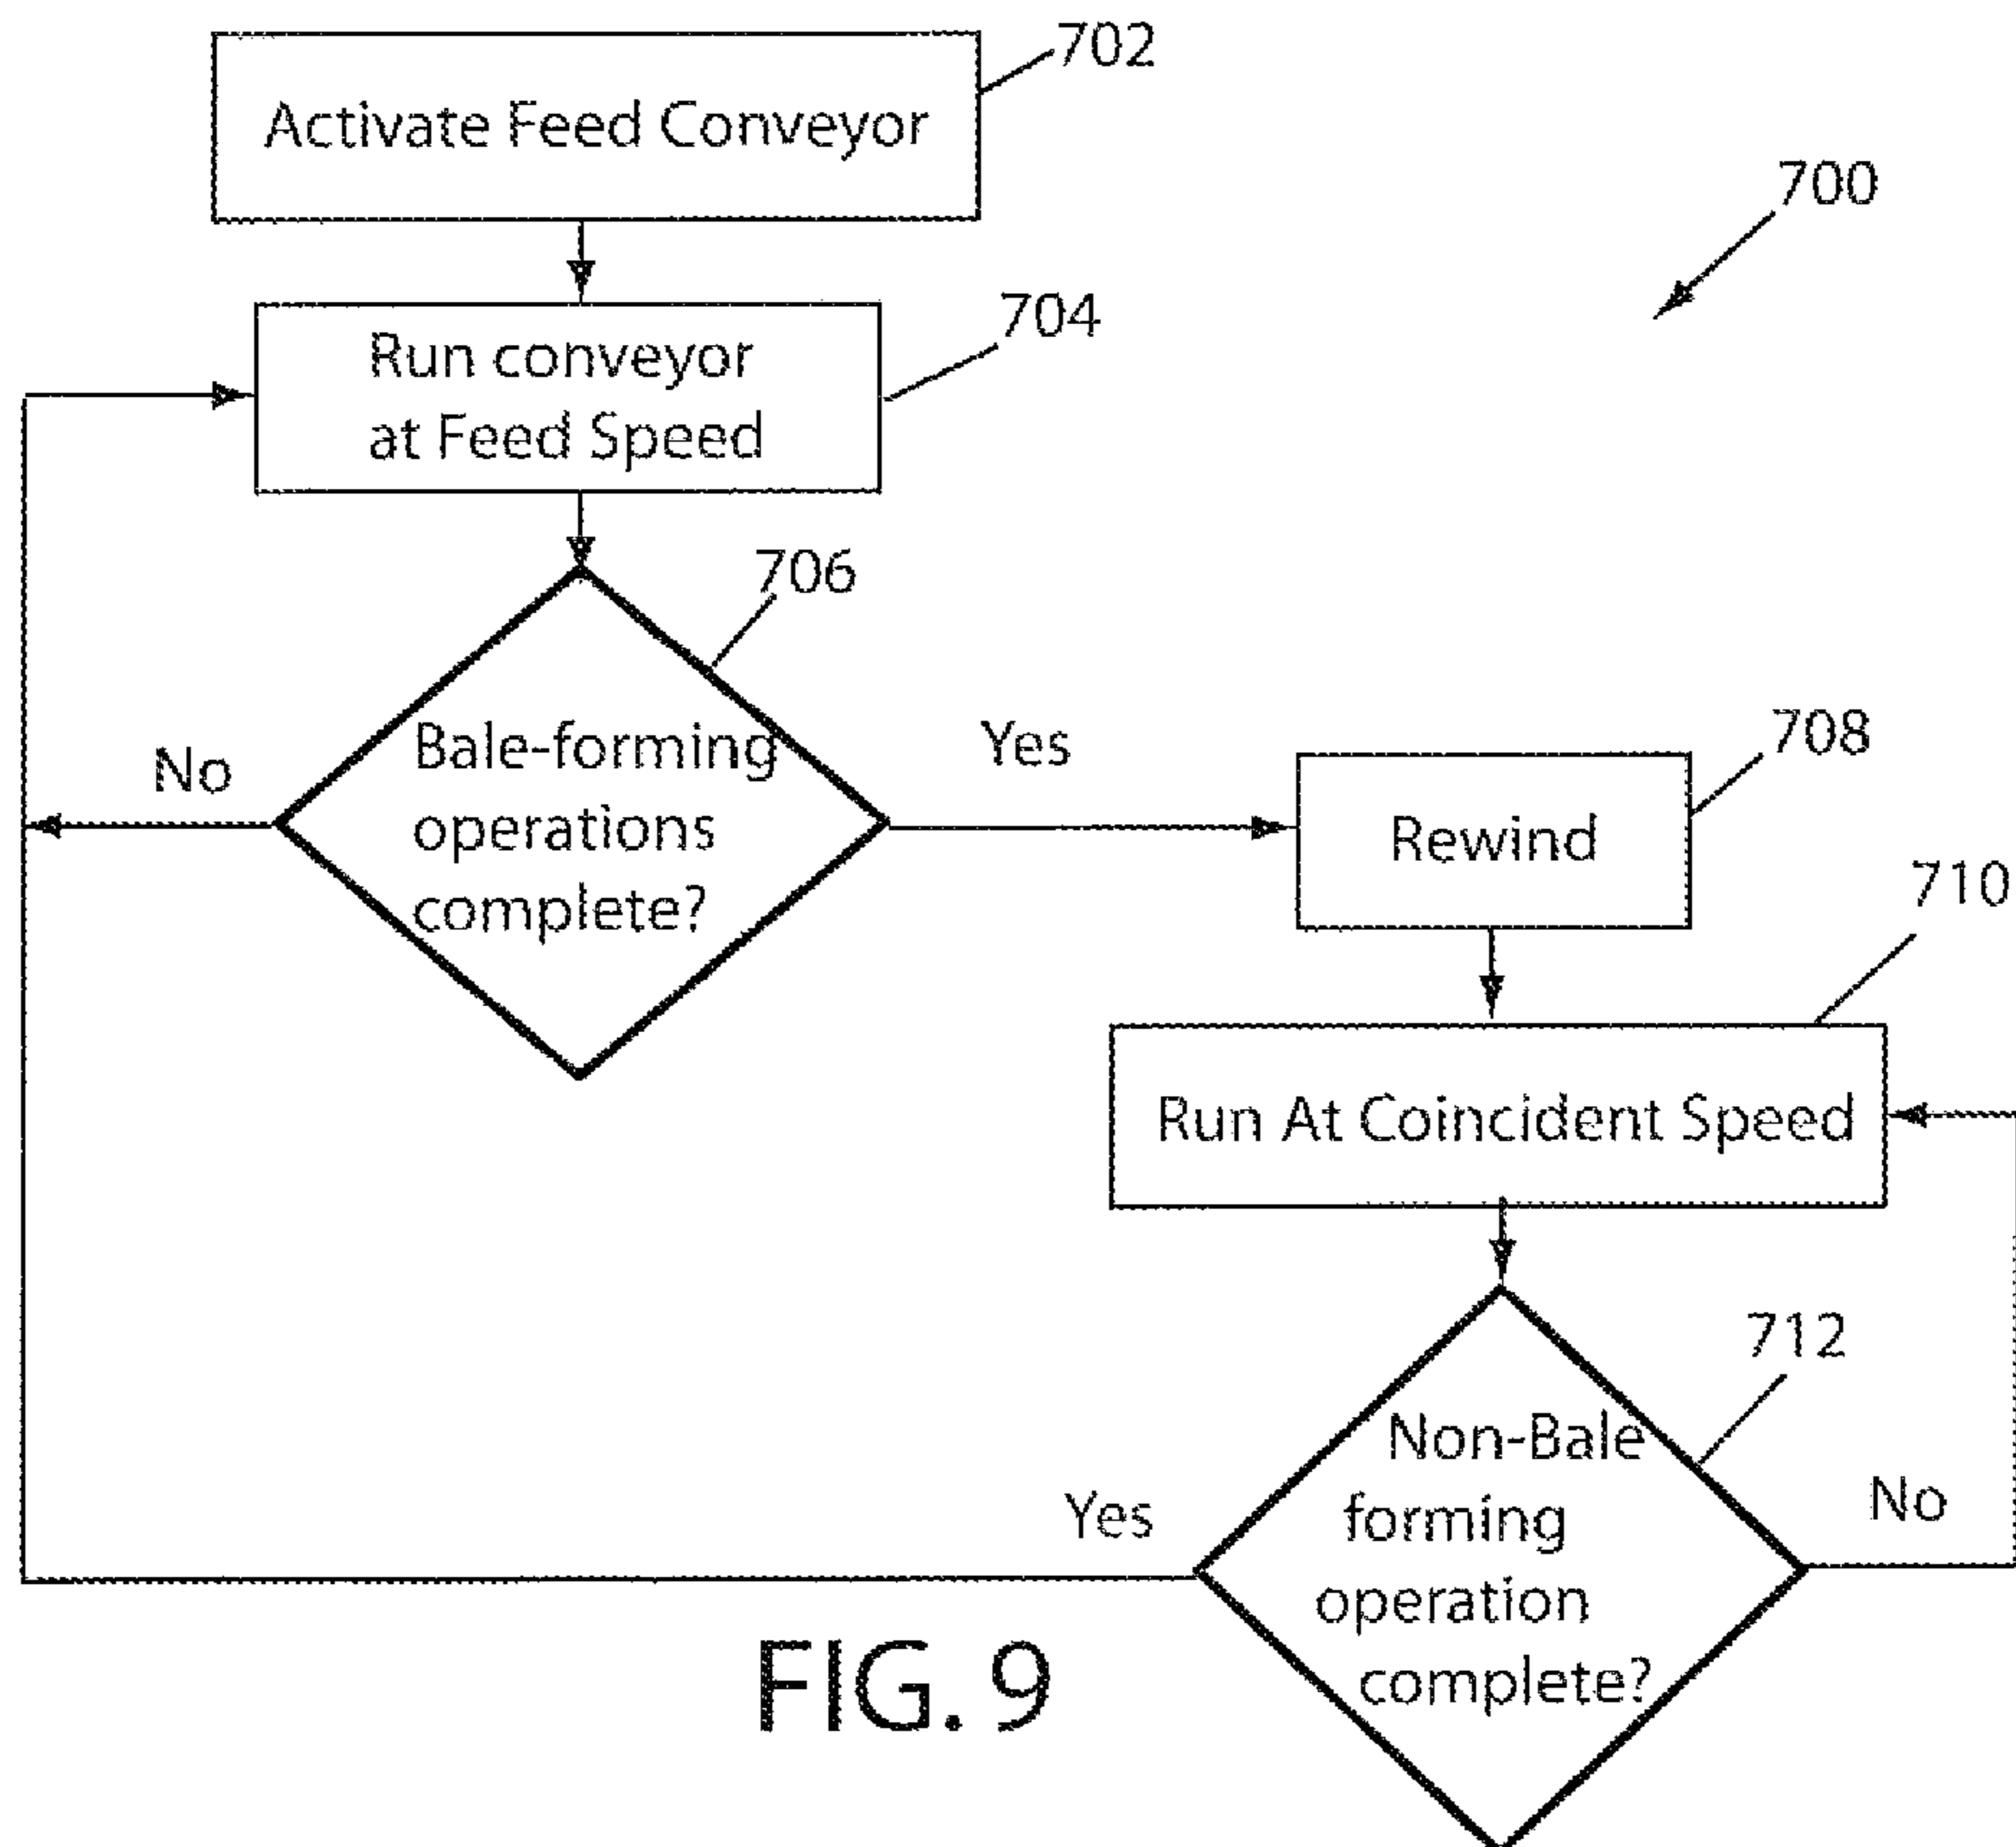 702
Activate Feed Conveyor
700
704
Run conveyor
at Feed Speed
706
Bale-forming
operations
complete?
No
Yes
708
Rewind
710
Run At Coincident Speed
712
Non-Bale
forming
operation
complete?
Yes
No
FIG. 9